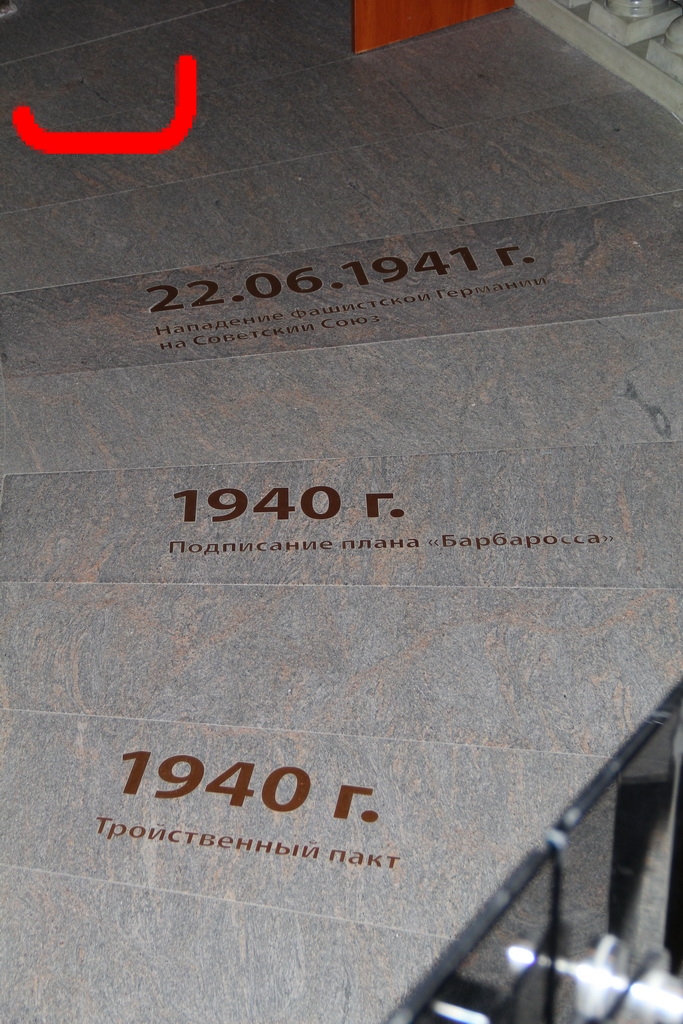 22.06.1941 г.
Нападение фашистской Германии
на Советский Союз
1940 г.
Подписание плана «Барбаросса»
1940 г.
Тройственный пакт